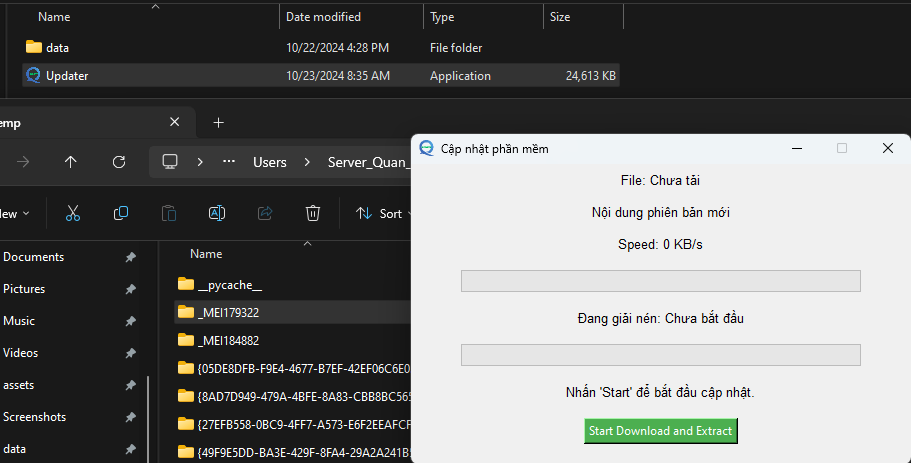 Name Date modified Type Size
data 10/22/2024 4:28 PM File folder
Updater 10/23/2024 8:35 AM Application 24,613 KB
emp
Users Server_Quan_
ew Sort
Name
Documents
Pictures
Music
Videos
assets
Screenshots
data
__pycache__
_MEI179322
_MEI184882
{05DE8DFB-F9E4-4677-B7EF-42EF06C6E0
{8AD7D949-479A-4BFE-8A83-CBB8BC565
{27EFB558-0BC9-4FF7-A573-E6F2EEAFCF
{49F9E5DD-BA3E-429F-8FA4-29A2A241B5
Cập nhật phần mềm
File: Chưa tải
Nội dung phiên bản mới
Speed: 0 KB/s
Đang giải nén: Chưa bắt đầu
Nhấn 'Start' để bắt đầu cập nhật.
Start Download and Extract